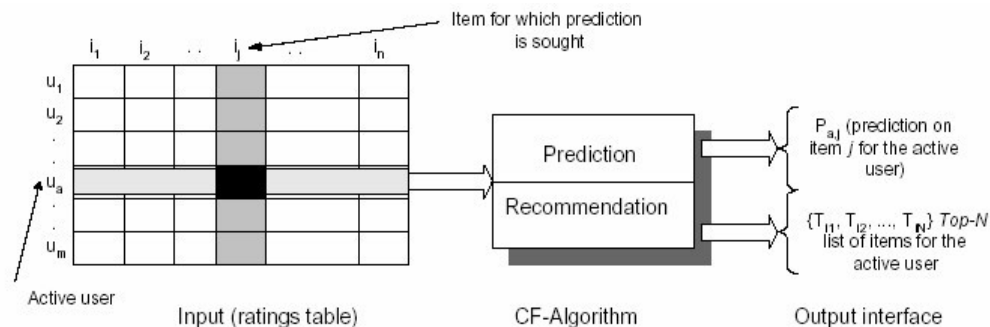 Item for which prediction
is sought
i1 i2 . . ij . . in
u1
u2
.
.
ua
.
.
um
Active user
Input (ratings table)
Prediction
Recommendation
CF-Algorithm
Pa,j (prediction on
item j for the active
user)
{Ti1, Ti2, ..., TiN} Top-N
list of items for the
active user
Output interface